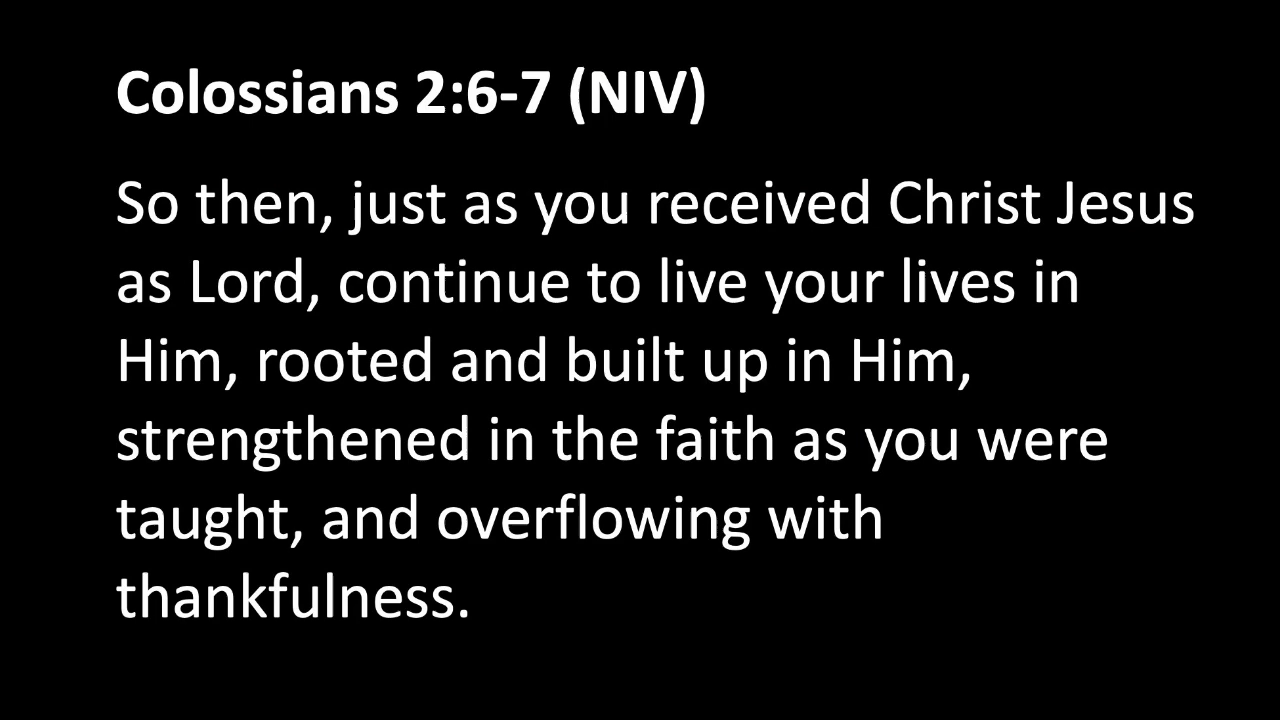 Colossians 2:6-7 (NIV)
So then, just as you received Christ Jesus
as Lord, continue to live your lives in
Him, rooted and built up in Him,
strengthened in the faith as you were
taught, and overflowing with
thankfulness.